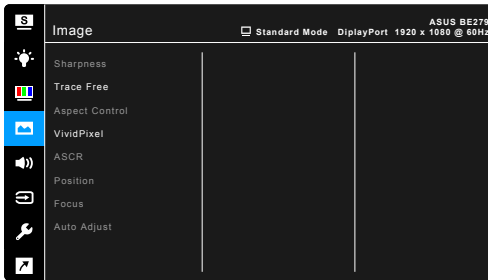 S
Image
ASUS BE279
Standard Mode DiplayPort 1920 x 1080 @ 60Hz
Sharpness
Trace Free
Aspect Control
VividPixel
ASCR
Position
Focus
Auto Adjust